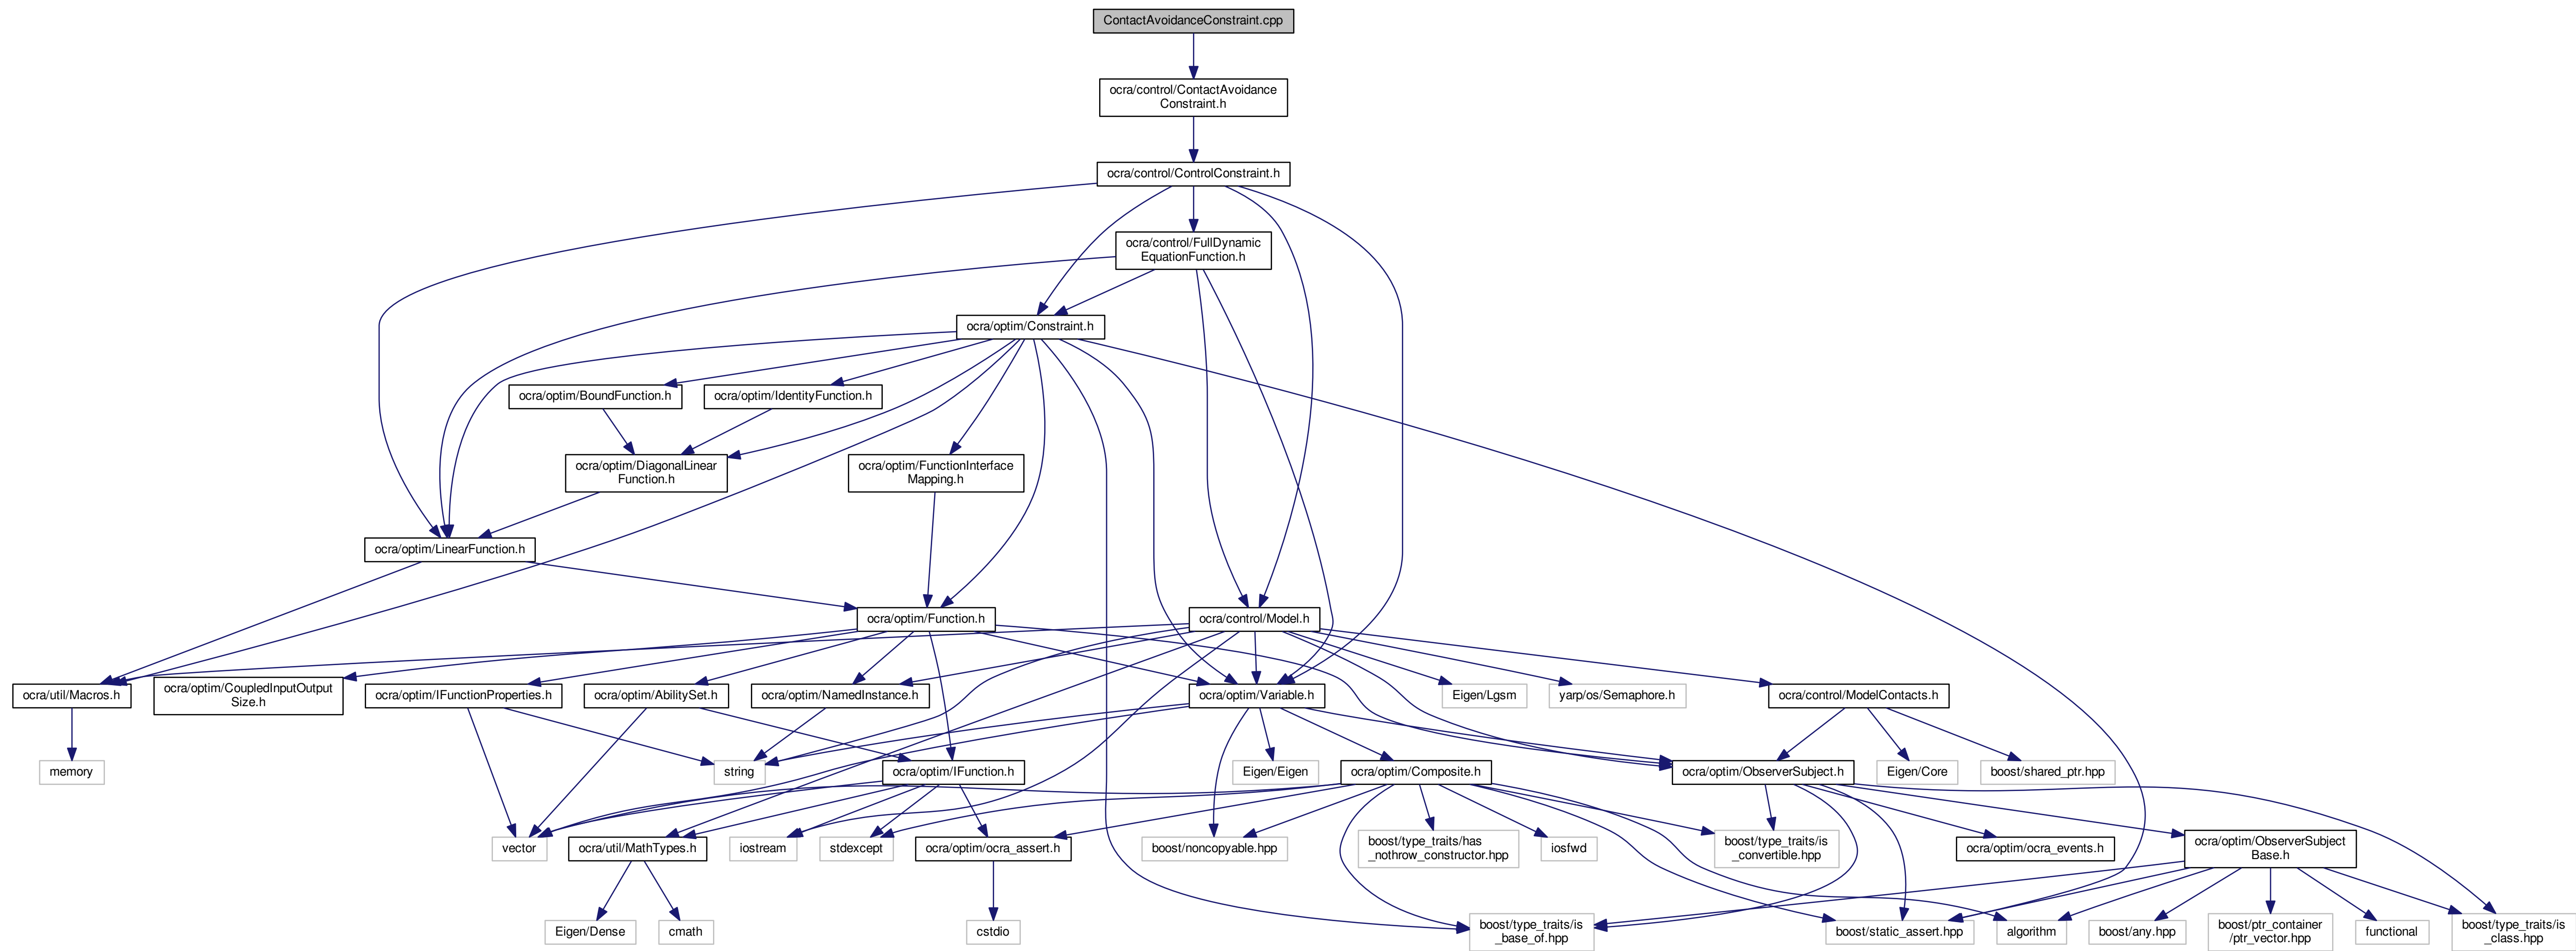 ContactAvoidanceConstraint.cpp
ocra/control/ContactAvoidance
Constraint.h
ocra/control/ControlConstraint.h
ocra/control/FullDynamic
EquationFunction.h
ocra/optim/Constraint.h
ocra/optim/BoundFunction.h
ocra/optim/IdentityFunction.h
ocra/optim/DiagonalLinear
Function.h
ocra/optim/FunctionInterface
Mapping.h
ocra/optim/LinearFunction.h
ocra/optim/Function.h
ocra/control/Model.h
ocra/util/Macros.h
ocra/optim/CoupledInputOutput
Size.h
ocra/optim/IFunctionProperties.h
ocra/optim/AbilitySet.h
ocra/optim/NamedInstance.h
ocra/optim/Variable.h
Eigen/Lgsm
yarp/os/Semaphore.h
ocra/control/ModelContacts.h
memory
string
ocra/optim/IFunction.h
Eigen/Eigen
ocra/optim/Composite.h
ocra/optim/ObserverSubject.h
Eigen/Core
boost/shared_ptr.hpp
vector
ocra/util/MathTypes.h
iostream
stdexcept
ocra/optim/ocra_assert.h
boost/noncopyable.hpp
boost/type_traits/has
_nothrow_constructor.hpp
iosfwd
boost/type_traits/is
_convertible.hpp
ocra/optim/ocra_events.h
ocra/optim/ObserverSubject
Base.h
Eigen/Dense
cmath
cstdio
boost/type_traits/is
_base_of.hpp
boost/static_assert.hpp
algorithm
boost/any.hpp
boost/ptr_container
/ptr_vector.hpp
functional
boost/type_traits/is
_class.hpp